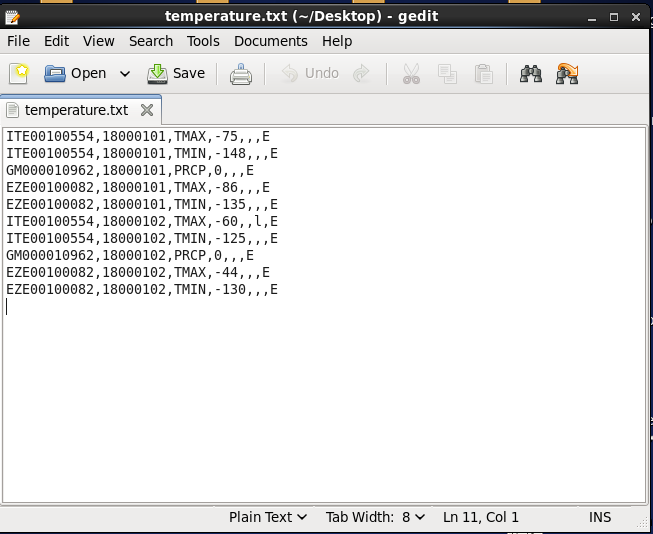 temperature.txt (~/Desktop) - gedit
File Edit View Search Tools Documents Help
Open Save Undo
temperature.txt
ITE00100554,18000101,TMAX,-75,,,E
ITE00100554,18000101,TMIN,-148,,,E
GM000010962,18000101,PRCP,0,,,E
EZE00100082,18000101,TMAX,-86,,,E
EZE00100082,18000101,TMIN,-135,,,E
ITE00100554,18000102,TMAX,-60,,l,E
ITE00100554,18000102,TMIN,-125,,,E
GM000010962,18000102,PRCP,0,,,E
EZE00100082,18000102,TMAX,-44,,,E
EZE00100082,18000102,TMIN,-130,,,E
Plain Text Tab Width: 8 Ln 11, Col 1 INS